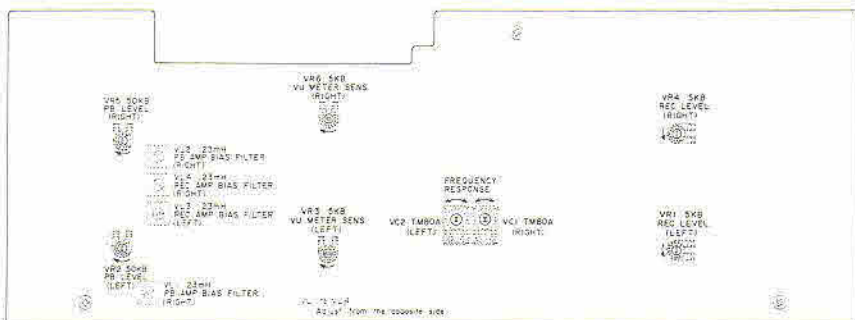 VR5 50KB
PB LEVEL
(RIGHT)
VR6 5KB
VU METER SENS
(RIGHT)
VR4 5KB
REC LEVEL
(RIGHT)
VL2 23mH
PB AMP BIAS FILTER
(RIGHT)
VL4 23mH
REC AMP BIAS FILTER
(RIGHT)
VL3 23mH
REC AMP BIAS FILTER
(LEFT)
FREQUENCY
RESPONSE
VR3 5KB
VU METER SENS
(LEFT)
VC2 TMBOA
(LEFT)
VC1 TMBOA
(RIGHT)
VR1 5KB
REC LEVEL
(LEFT)
VR2 50KB
PB LEVEL
(LEFT)
23mH
PB AMP BIAS FILTER
(RIGHT)
Adjust from the opposite side